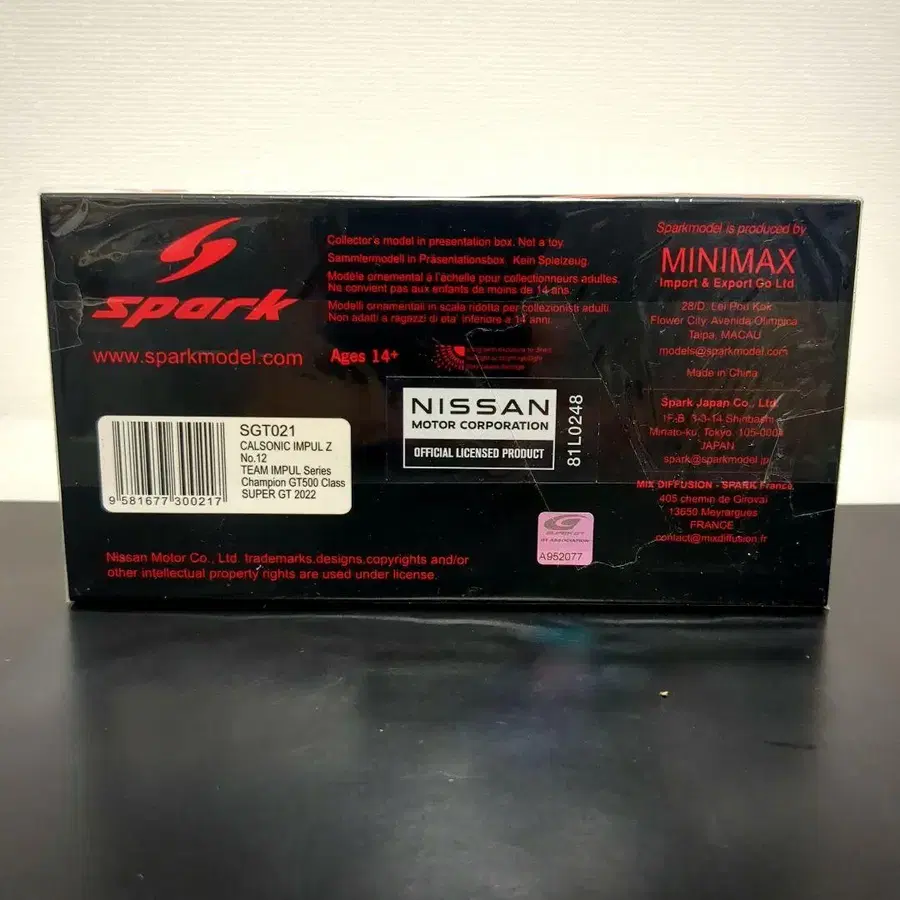 spark
www.sparkmodel.com
Collector's model in presentation box. Not a toy
Sammlermodell in Präsentationsbox. Kein Spielzeug.
Modèle ornamental à l'échelle pour collectionneurs adultes.
Ne convient pas aux enfants de moins de 14 ans.
Modelli ornamentali in scala ridotta per collezionisti adulti.
Non adatti a ragazzi di eta' inferiore a 14 anni.
Ages 14+
Sparkmodel is produced by
MINIMAX
Import & Export Co Ltd
28/D. Lei Pou Kok
Flower City. Avenida Olimpica
Taipa, MACAU
models@sparkmodel.com
Made in China
Spark Japan Co., Ltd.
1F-B 3-3-14 Shinbashi
Minato-ku, Tokyo 105-0004
JAPAN
spark@sparkmodel.jp
MIX DIFFUSION - SPARK France
405 chemin de Girovai
13650 Meyrargues
FRANCE
contact@mixdiffusion.fr
NISSAN
MOTOR CORPORATION
OFFICIAL LICENSED PRODUCT
81L0248
SGT021
CALSONIC IMPUL Z
No.12
TEAM IMPUL Series
Champion GT500 Class
SUPER GT 2022
9 581677 300217
SUPER GT
GT ASSOCIATION
A952077
Nissan Motor Co., Ltd. trademarks,designs,copyrights and/or
other intellectual property rights are used under license.